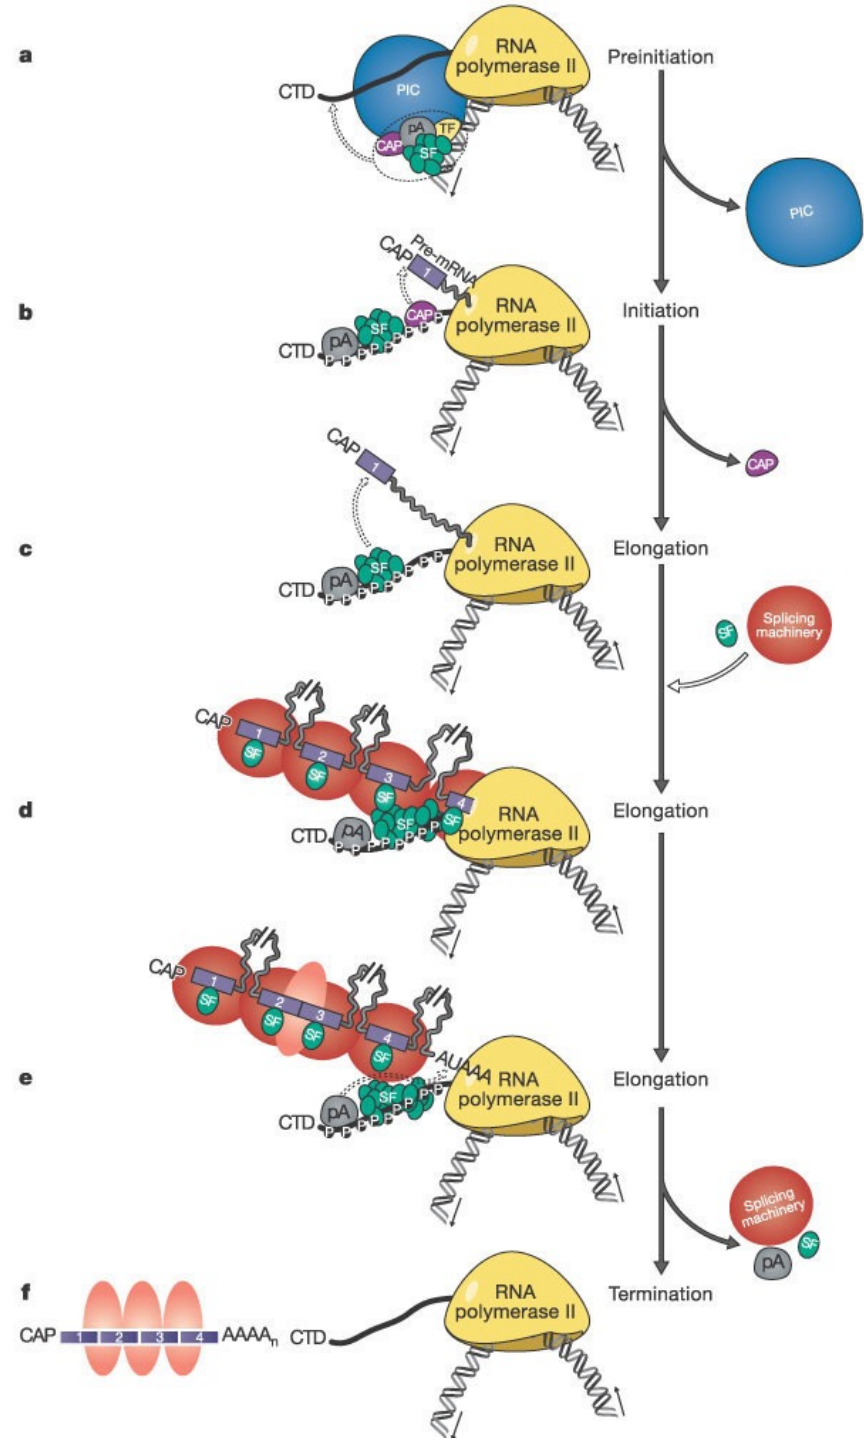 a
RNA
polymerase II
Preinitiation
CTD
PIC
pA
TF
CAP
SF
PIC
CAP
Pre-mRNA
1
b
RNA
polymerase II
Initiation
CAP
SF
pA
CTD
P P P P P P P P P P
CAP
CAP
1
c
RNA
polymerase II
Elongation
SF
pA
CTD
P P P P P P P P P P
SF
Splicing
machinery
CAP
1
2
3
4
SF
SF
SF
SF
d
RNA
polymerase II
Elongation
SF
pA
CTD
P P P P P P P P
CAP
1
2
3
4
SF
SF
SF
SF
AUAAA
e
RNA
polymerase II
Elongation
SF
pA
CTD
P P P P P P P P P P
Splicing
machinery
SF
pA
f
RNA
polymerase II
Termination
CAP 1 2 3 4 AAAAn
CTD